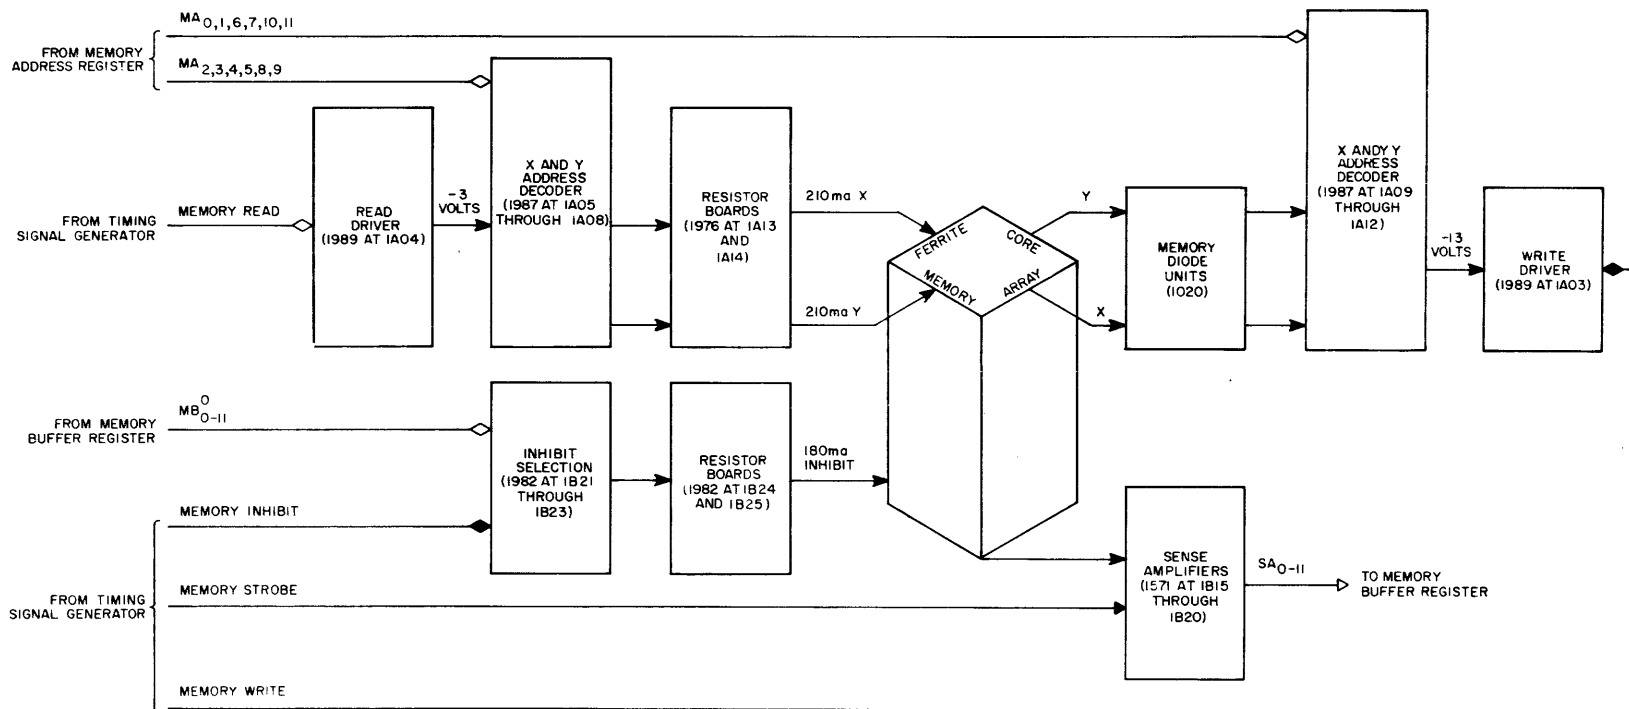 MA0,1,6,7,10,11
FROM MEMORY
ADDRESS REGISTER
MA2,3,4,5,8,9
FROM TIMING
SIGNAL GENERATOR
MEMORY READ
READ
DRIVER
(1989 AT 1A04)
-3
VOLTS
X AND Y
ADDRESS
DECODER
(1987 AT 1A05
THROUGH 1A08)
RESISTOR
BOARDS
(1976 AT 1A13
AND
1A14)
210ma X
210ma Y
FERRITE
CORE
MEMORY
ARRAY
Y
X
MEMORY
DIODE
UNITS
(1020)
X ANDY Y
ADDRESS
DECODER
(1987 AT 1A09
THROUGH
1A12)
-13
VOLTS
WRITE
DRIVER
(1989 AT 1A03)
FROM MEMORY
BUFFER REGISTER
MB0 0-11
INHIBIT
SELECTION
(1982 AT 1B21
THROUGH
1B23)
RESISTOR
BOARDS
(1982 AT 1B24
AND 1B25)
180ma
INHIBIT
MEMORY INHIBIT
FROM TIMING
SIGNAL GENERATOR
MEMORY STROBE
SENSE
AMPLIFIERS
(1571 AT 1B15
THROUGH
1B20)
SA0-11
TO MEMORY
BUFFER REGISTER
MEMORY WRITE